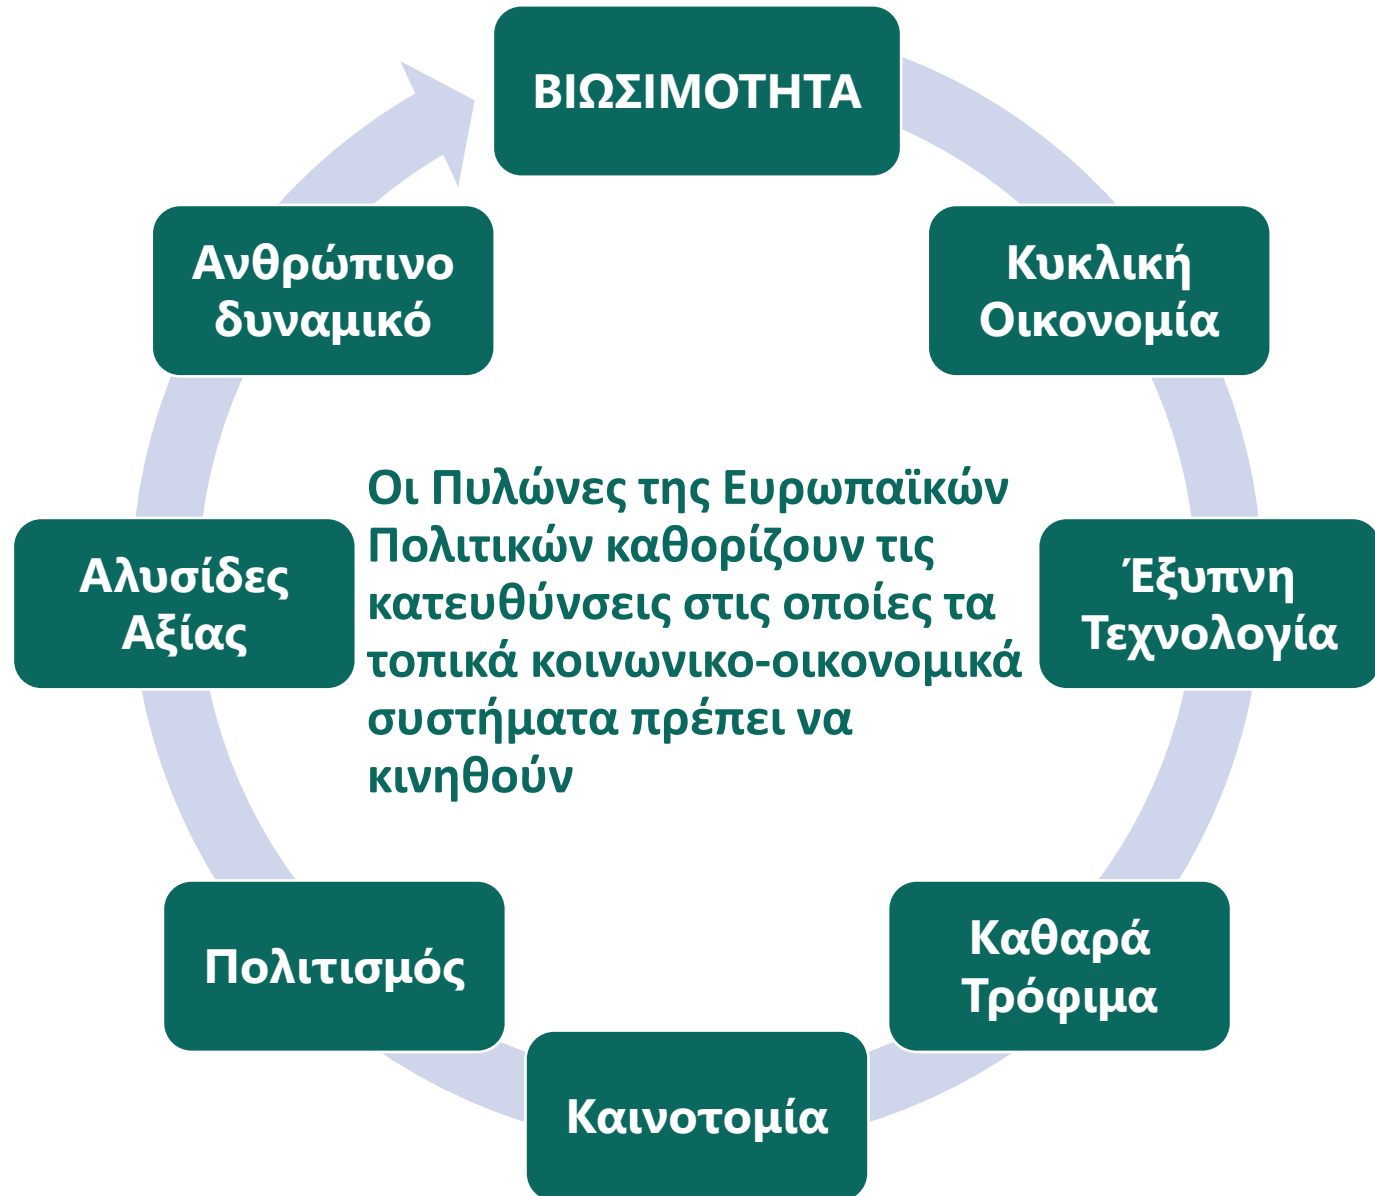 ΒΙΩΣΙΜΟΤΗΤΑ
Κυκλική
Οικονομία
Έξυπνη
Τεχνολογία
Καθαρά
Τρόφιμα
Καινοτομία
Πολιτισμός
Αλυσίδες
Αξίας
Ανθρώπινο
δυναμικό
Οι Πυλώνες της Ευρωπαϊκών
Πολιτικών καθορίζουν τις
κατευθύνσεις στις οποίες τα
τοπικά κοινωνικο-οικονομικά
συστήματα πρέπει να
κινηθούν